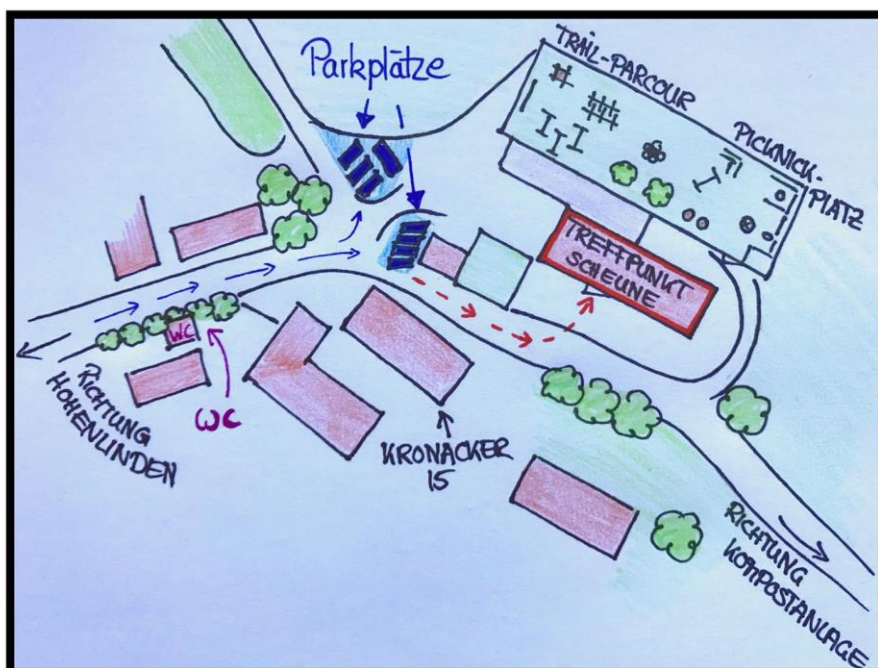 Parkplätze
TRAIL-PARCOUR
PICKNICK-
PLATZ
TREFFPUNKT
SCHEUNE
WC
WC
RICHTUNG
HOHENLINDEN
KRONACKER
15
RICHTUNG
KOMPOSTANLAGE